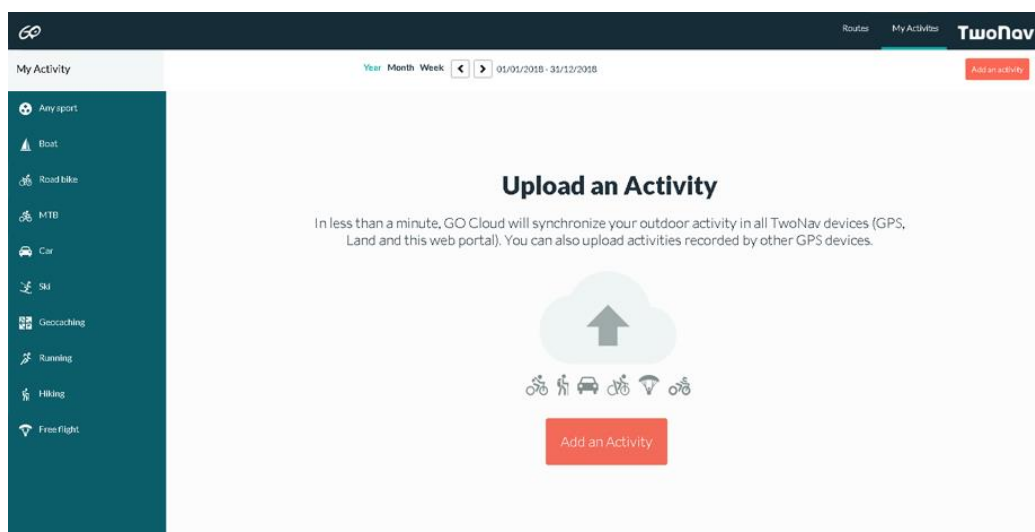 GO
Routes My Activites TwoNav
My Activity
Year Month Week < > 01/01/2018 - 31/12/2018
Add an activity
Any sport
Boat
Road bike
MTB
Car
Ski
Geocaching
Running
Hiking
Free flight
Upload an Activity
In less than a minute, GO Cloud will synchronize your outdoor activity in all TwoNav devices (GPS,
Land and this web portal). You can also upload activities recorded by other GPS devices.
Add an Activity